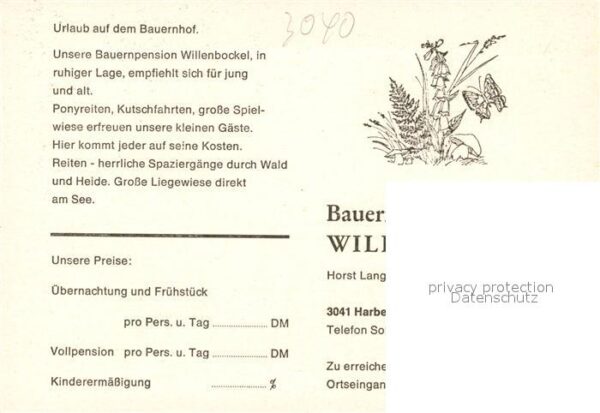 3040
Urlaub auf dem Bauernhof.
Unsere Bauernpension Willenbockel, in
ruhiger Lage, empfiehlt sich für jung
und alt.
Ponyreiten, Kutschfahrten, große Spiel-
wiese erfreuen unsere kleinen Gäste.
Hier kommt jeder auf seine Kosten.
Reiten - herrliche Spaziergänge durch Wald
und Heide. Große Liegewiese direkt
am See.
Unsere Preise:
Übernachtung und Frühstück
pro Pers. u. Tag .................. DM
Vollpension pro Pers. u. Tag .................. DM
Kinderermäßigung .................. %
Bauer
WILL
Horst Lang
3041 Harbe
Telefon So
Zu erreiche
Ortseingan
privacy protection
Datenschutz